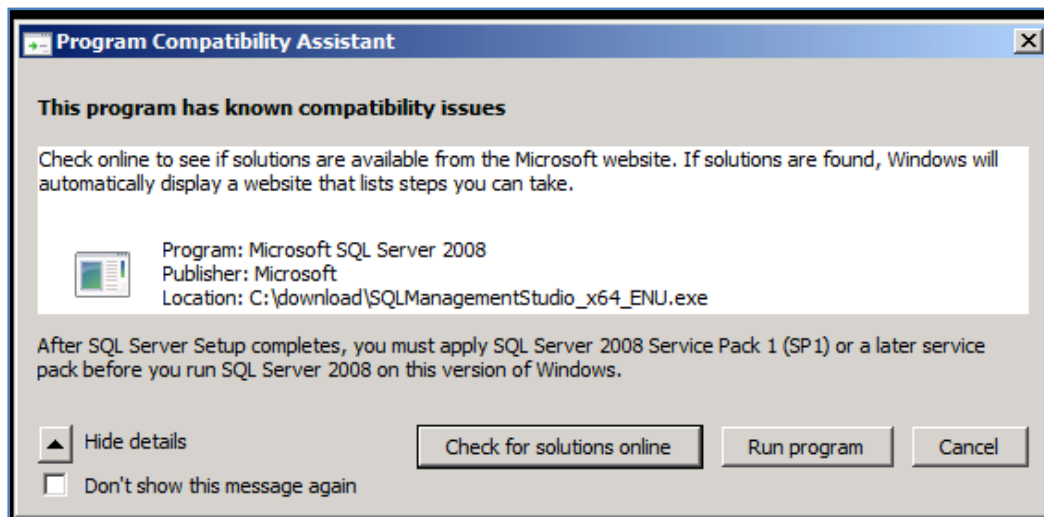 Program Compatibility Assistant
This program has known compatibility issues
Check online to see if solutions are available from the Microsoft website. If solutions are found, Windows will
automatically display a website that lists steps you can take.
Program: Microsoft SQL Server 2008
Publisher: Microsoft
Location: C:\download\SQLManagementStudio_x64_ENU.exe
After SQL Server Setup completes, you must apply SQL Server 2008 Service Pack 1 (SP1) or a later service
pack before you run SQL Server 2008 on this version of Windows.
Hide details
Check for solutions online
Run program
Cancel
Don't show this message again